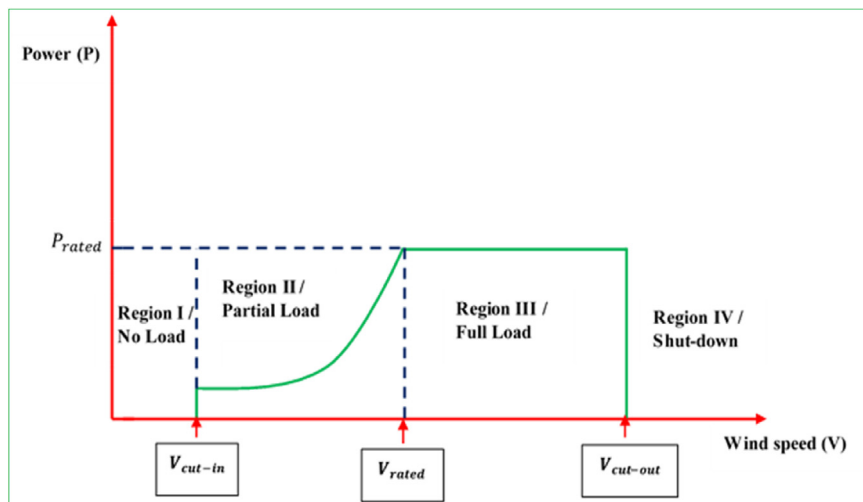 Power (P)
P_rated
Region I /
No Load
Region II /
Partial Load
Region III /
Full Load
Region IV /
Shut-down
Wind speed (V)
V_cut-in
V_rated
V_cut-out